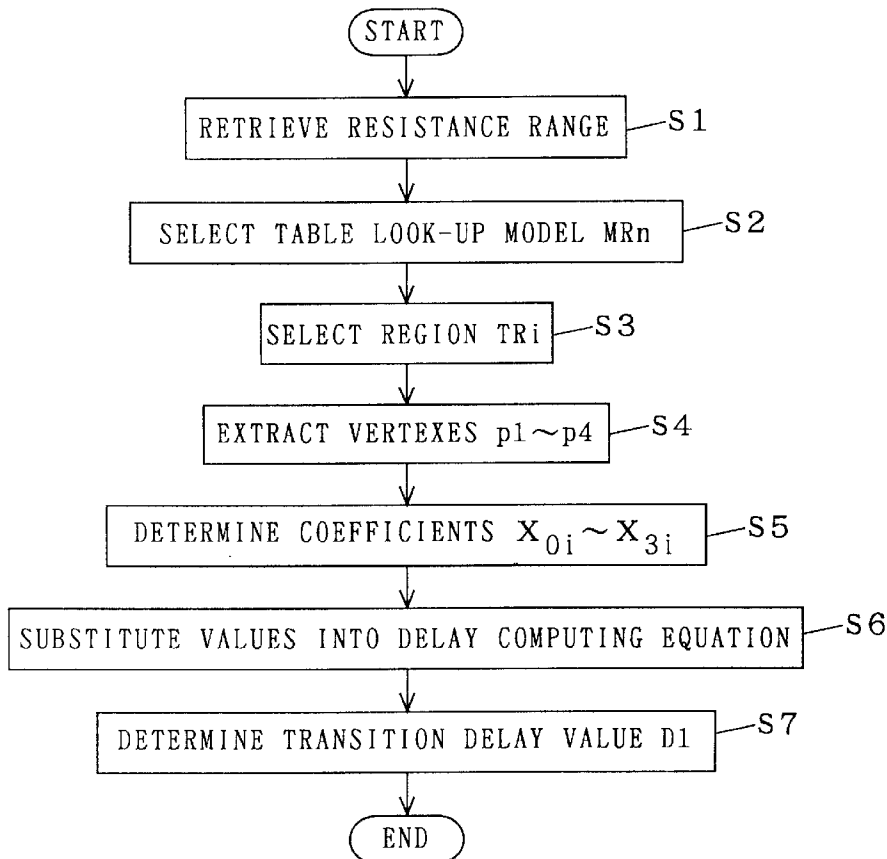 START
RETRIEVE RESISTANCE RANGE
S1
SELECT TABLE LOOK-UP MODEL MRn
S2
SELECT REGION TRi
S3
EXTRACT VERTEXES p1~p4
S4
DETERMINE COEFFICIENTS X0i~X3i
S5
SUBSTITUTE VALUES INTO DELAY COMPUTING EQUATION
S6
DETERMINE TRANSITION DELAY VALUE D1
S7
END